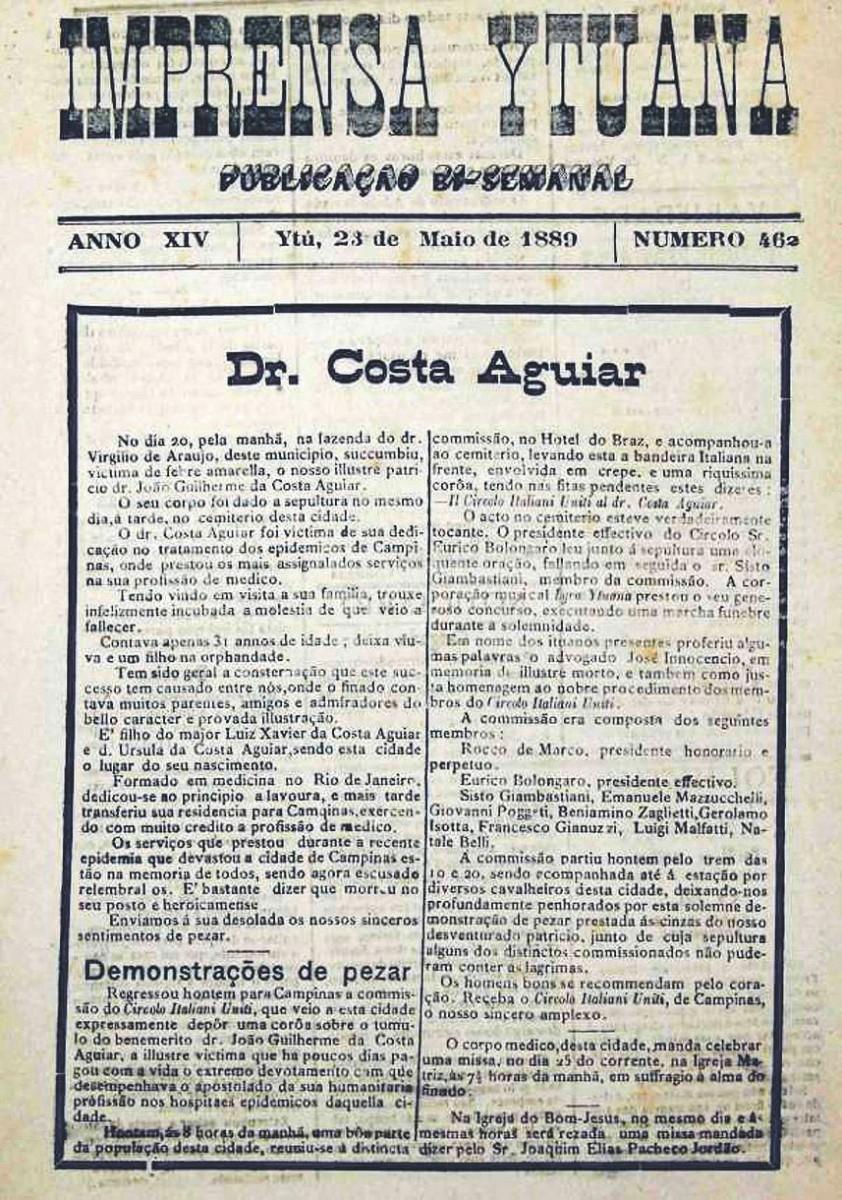 IMPRENSA YTUANA
PUBLICAÇÃO BI-SEMANAL
ANNO XIV
Ytú, 23 de Maio de 1889
NUMERO 462
Dr. Costa Aguiar
No dia 20, pela manhã, na fazenda do dr.
Virgilio de Araujo, deste municipio, succumbiu,
victima de febre amarella, o nosso illustre patri-
cio dr. João Guilherme da Costa Aguiar.
O seu corpo foi dado a sepultura no mesmo
dia,á tarde, no cemiterio desta cidade.
O dr. Costa Aguiar foi victima de sua dedi-
cação no tratamento dos epidemicos de Campi-
nas, onde prestou os mais assignalados serviços
na sua profissão de medico.
Tendo vindo em visita a sua familia, trouxe
infelizmente incubada a molestia de que veio a
fallecer.
Contava apenas 31 annos de idade ; deixa viu-
va e um filho na orphandade.
Tem sido geral a consternação que este suc-
cesso tem causado entre nós,onde o finado con-
tava muitos parentes, amigos e admiradores do
bello caracter e provada illustração.
E' filho do major Luiz Xavier da Costa Aguiar
e d. Ursula da Costa Aguiar,sendo esta cidade
o lugar do seu nascimento.
Formado em medicina no Rio de Janeiro,
dedicou-se ao principio a lavoura, e mais tarde
transferiu sua residencia para Campinas,exercen-
do com muito credito a profissão de medico.
Os serviços que prestou durante a recente
epidemia que devastou a cidade de Campinas es-
tão na memoria de todos, sendo agora escusado
relembral os. E' bastante dizer que morreu no
seu posto e heroicamense
Enviamos á sua desolada os nossos sinceros
sentimentos de pezar.
Demonstrações de pezar
Regressou hontem para Campinas a commis-
são do Circolo Italiani Uniti, que veio a esta cidade
expressamente depôr uma corôa sobre o tumu-
lo do benemerito dr. João Guilherme da Costa
Aguiar, a illustre victima que ha poucos dias pa-
gou com a vida o extremo devotamento com que
desempenhava o apostolado da sua humanitaria
profissão nos hospitaes epidemicos daquella ci-
dade.
Hontem, ás 8 horas da manhã, uma bôa parte
da população desta cidade, reuniu-se á distincta
commissão, no Hotel do Braz, e acompanhou-a
ao cemiterio, levando esta a bandeira Italiana na
frente, envolvida em crepe, e uma riquissima
corôa, tendo nas fitas pendentes estes dizeres :
—Il Circolo Italiani Uniti al dr. Costa Aguiar.
O acto no cemiterio esteve verdadeiramente
tocante. O presidente effectivo do Circolo Sr.
Eurico Bolongaro leu junto á sepultura uma elo-
quente oração, fallando em seguida o sr. Sisto
Giambastiani, membro da commissão. A cor-
poração musical Lyra Ytuana prestou o seu gene-
roso concurso, executando uma marcha funebre
durante a solemnidade.
Em nome dos ituanos presentes proferiu algu-
mas palavras o advogado José Innocencio, em
memoria do illustre morto, e tambem como jus-
ta homenagem ao nobre procedimento dos mem-
bros do Circolo Italiani Uniti.
A commissão era composta dos seguintes
membros :
Rocco de Marco, presidente honorario e
perpetuo.
Eurico Bolongaro, presidente effectivo.
Sisto Giambastiani, Emanuele Mazzucchelli,
Giovanni Poggeti, Beniamino Zaglietti,Gerolamo
Isotta, Francesco Gianuzzi, Luigi Malfatti, Na-
tale Belli.
A commissão partiu hontem pelo trem das
10 e 20, sendo acompanhada até á estação por
diversos cavalheiros desta cidade, deixando-nos
profundamente penhorados por esta solemne de-
monstração de pezar prestada ás cinzas do nosso
desventurado patricio, junto de cuja sepultura
alguns dos distinctos commissionados não pude-
ram conter as lagrimas.
Os homens bons se recommendam pelo cora-
ção. Receba o Circolo Italiani Uniti, de Campinas,
o nosso sincero amplexo.
O corpo medico,desta cidade, manda celebrar
uma missa, no dia 25 do corrente, na Igreja Ma-
triz,ás 7½ horas da manhã, em suffragio á alma do
finado.
Na Igreja do Bom-Jesus, no mesmo dia e ás
mesmas horas será rezada uma missa mandada
dizer pelo Sr. Joaquim Elias Pacheco Jordão.